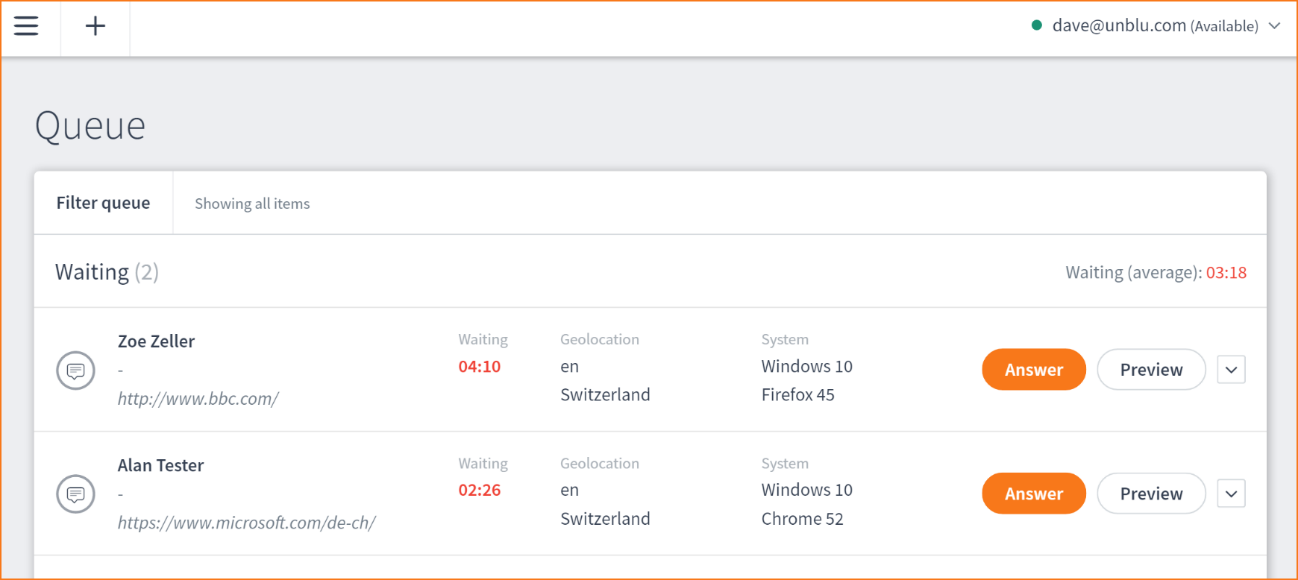 dave@unblu.com (Available)
Queue
Filter queue Showing all items
Waiting (2) Waiting (average): 03:18
Zoe Zeller Waiting Geolocation System
- 04:10 en Windows 10 Answer Preview
http://www.bbc.com/ Switzerland Firefox 45
Alan Tester Waiting Geolocation System
- 02:26 en Windows 10 Answer Preview
https://www.microsoft.com/de-ch/ Switzerland Chrome 52